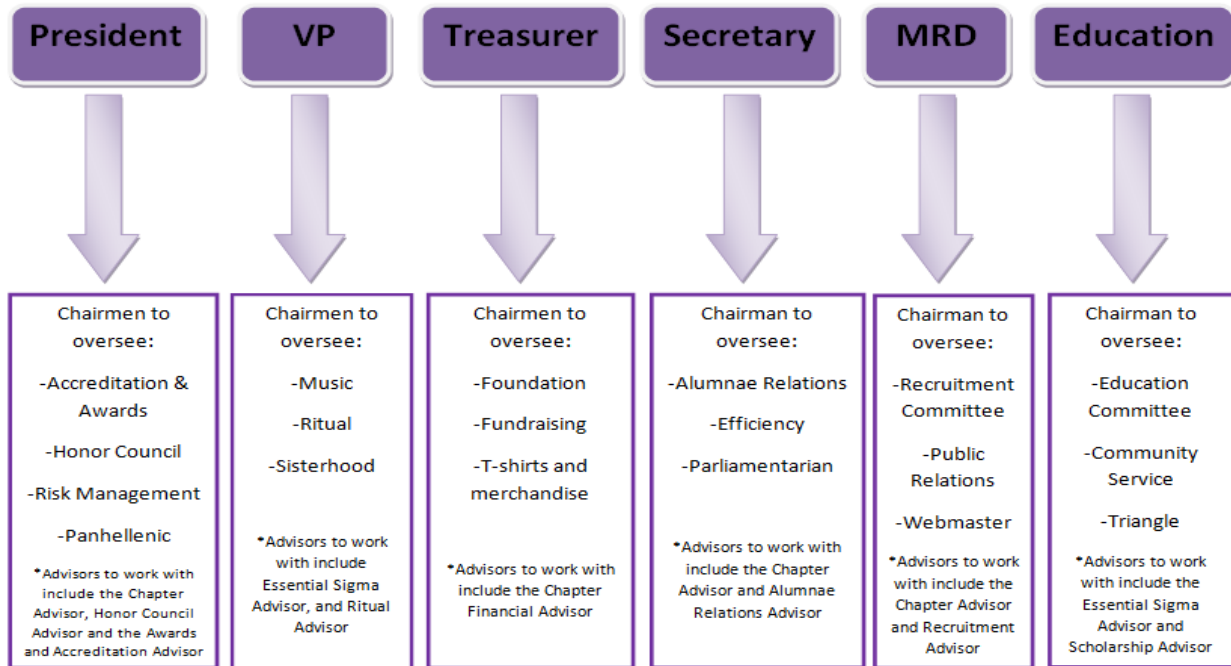 President
VP
Treasurer
Secretary
MRD
Education
Chairmen to
oversee:
-Accreditation &
Awards
-Honor Council
-Risk Management
-Panhellenic
*Advisors to work with
include the Chapter
Advisor, Honor Council
Advisor and the Awards
and Accreditation Advisor
Chairmen to
oversee:
-Music
-Ritual
-Sisterhood
*Advisors to work
with include
Essential Sigma
Advisor, and Ritual
Advisor
Chairmen to
oversee:
-Foundation
-Fundraising
-T-shirts and
merchandise
*Advisors to work with
include the Chapter
Financial Advisor
Chairman to
oversee:
-Alumnae Relations
-Efficiency
-Parliamentarian
*Advisors to work with
include the Chapter
Advisor and Alumnae
Relations Advisor
Chairman to
oversee:
-Recruitment
Committee
-Public
Relations
-Webmaster
*Advisors to work
with include the
Chapter Advisor
and Recruitment
Advisor
Chairman to
oversee:
-Education
Committee
-Community
Service
-Triangle
*Advisors to work
with include the
Essential Sigma
Advisor and
Scholarship Advisor